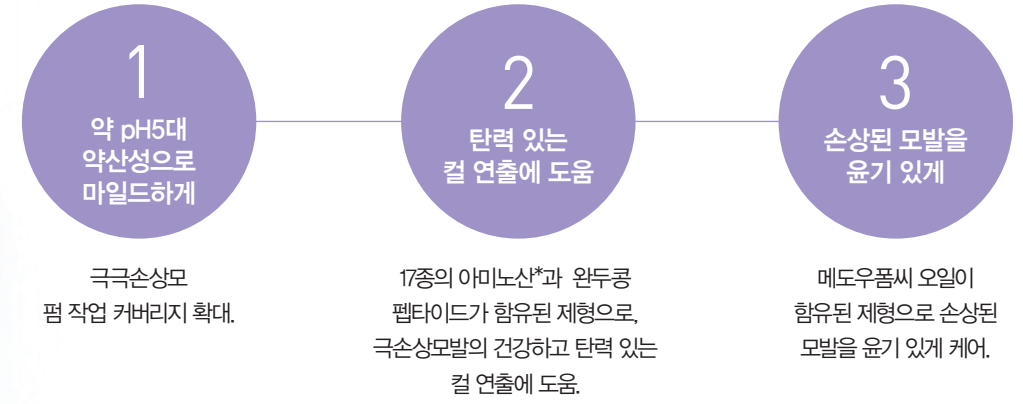 1
약 pH5대
약산성으로
마일드하게
극극손상모
펌 작업 커버리지 확대.
2
탄력 있는
컬 연출에 도움
17종의 아미노산*과 완두콩
펩타이드가 함유된 제형으로,
극손상모발의 건강하고 탄력 있는
컬 연출에 도움.
3
손상된 모발을
윤기 있게
메도우폼씨 오일이
함유된 제형으로 손상된
모발을 윤기 있게 케어.